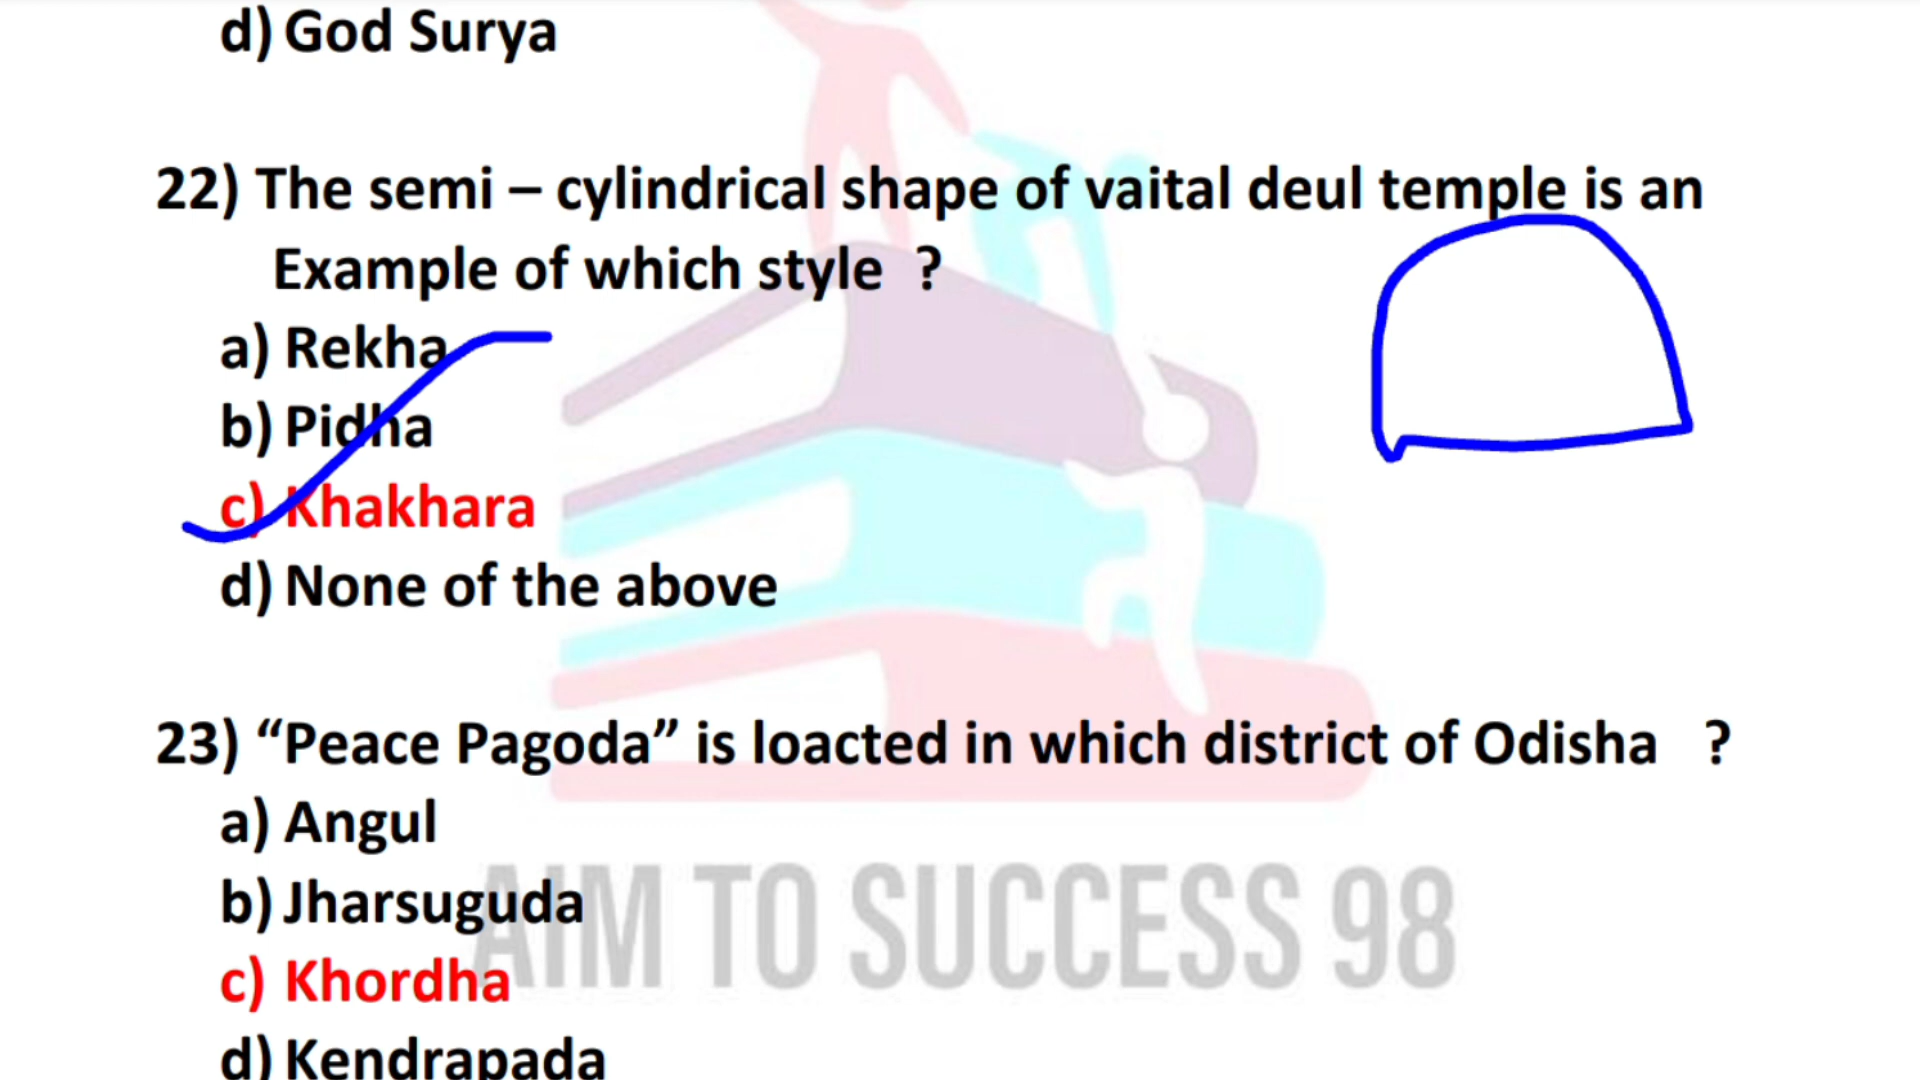 d) God Surya
22) The semi – cylindrical shape of vaital deul temple is an
Example of which style ?
a) Rekha
b) Pidha
c) Khakhara
d) None of the above
23) “Peace Pagoda” is loacted in which district of Odisha ?
a) Angul
b) Jharsuguda
AIM TO SUCCESS 98
c) Khordha
d) Kendrapada